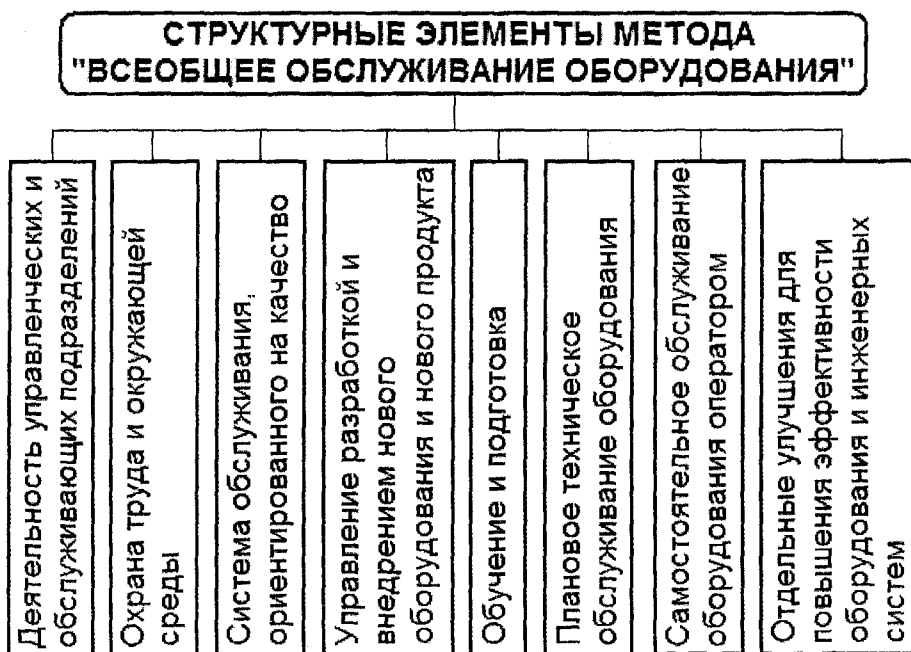 СТРУКТУРНЫЕ ЭЛЕМЕНТЫ МЕТОДА
"ВСЕОБЩЕЕ ОБСЛУЖИВАНИЕ ОБОРУДОВАНИЯ"
Деятельность управленческих и
обслуживающих подразделений
Охрана труда и окружающей
среды
Система обслуживания,
ориентированного на качество
Управление разработкой и
внедрением нового
оборудования и нового продукта
Обучение и подготовка
Плановое техническое
обслуживание оборудования
Самостоятельное обслуживание
оборудования оператором
Отдельные улучшения для
повышения эффективности
оборудования и инженерных
систем